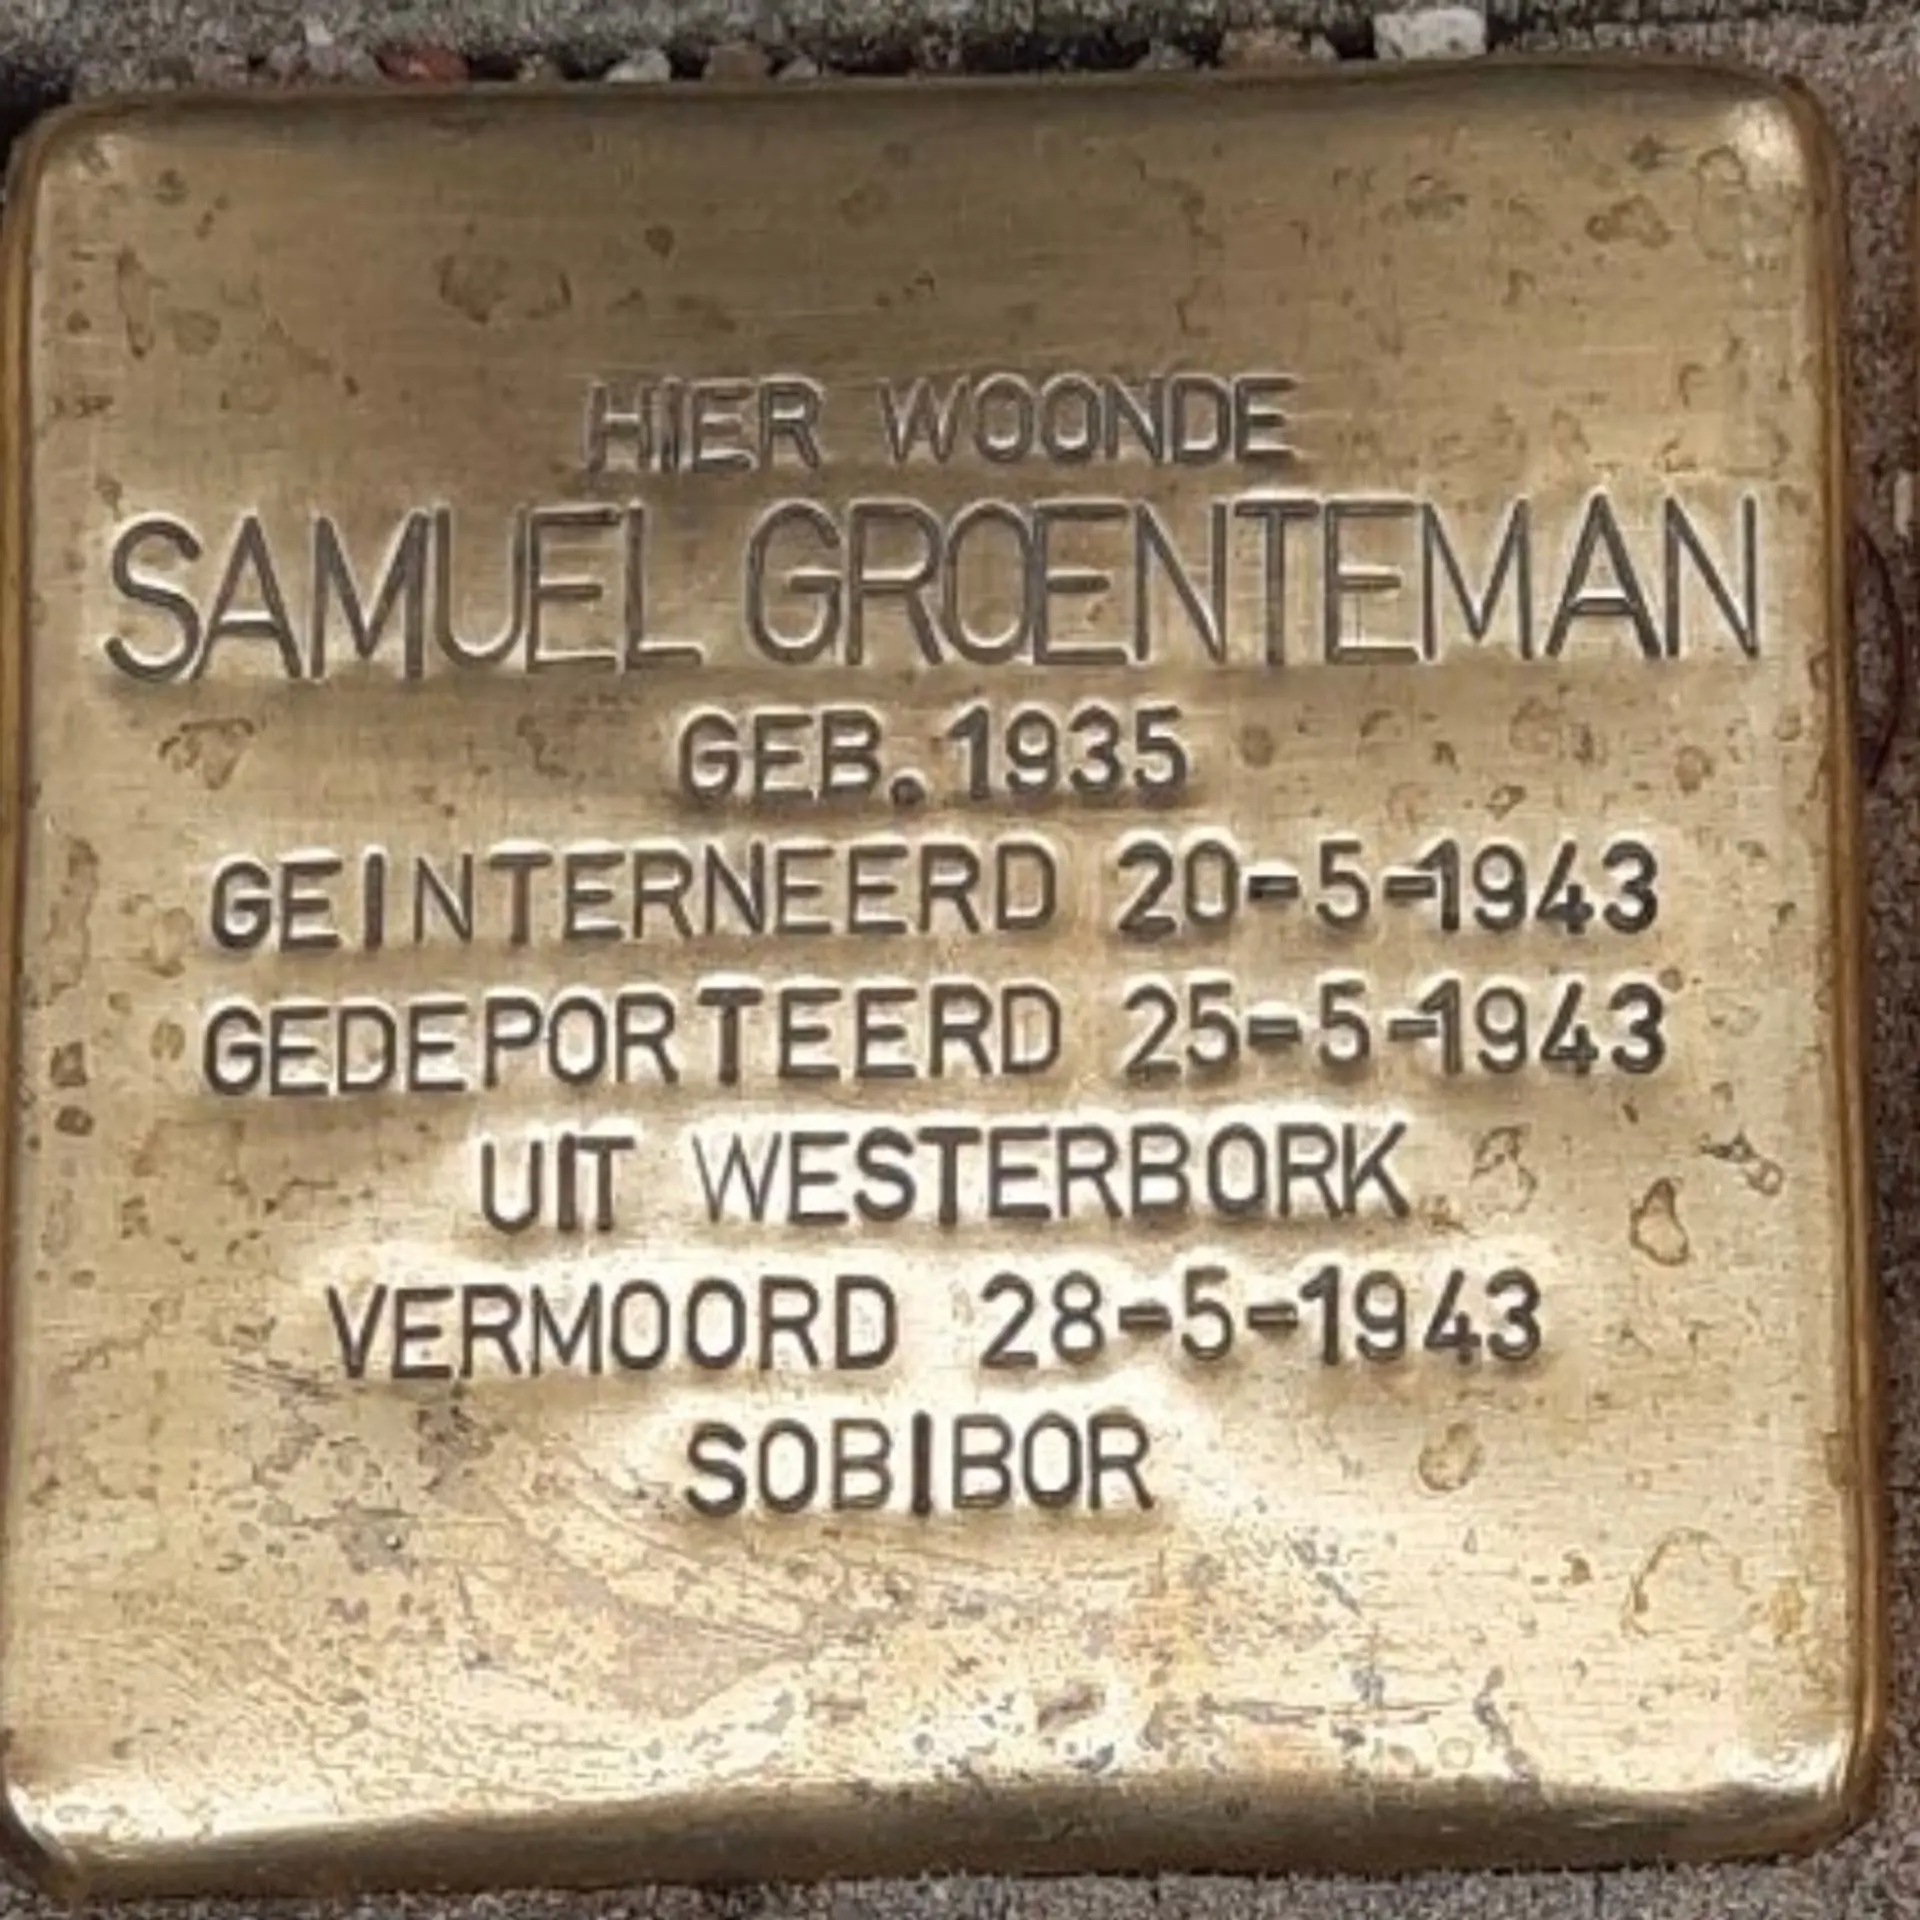 HIER WOONDE
SAMUEL GROENTEMAN
GEB. 1935
GEINTERNEERD 20-5-1943
GEDEPORTEERD 25-5-1943
UIT WESTERBORK
VERMOORD 28-5-1943
SOBIBOR